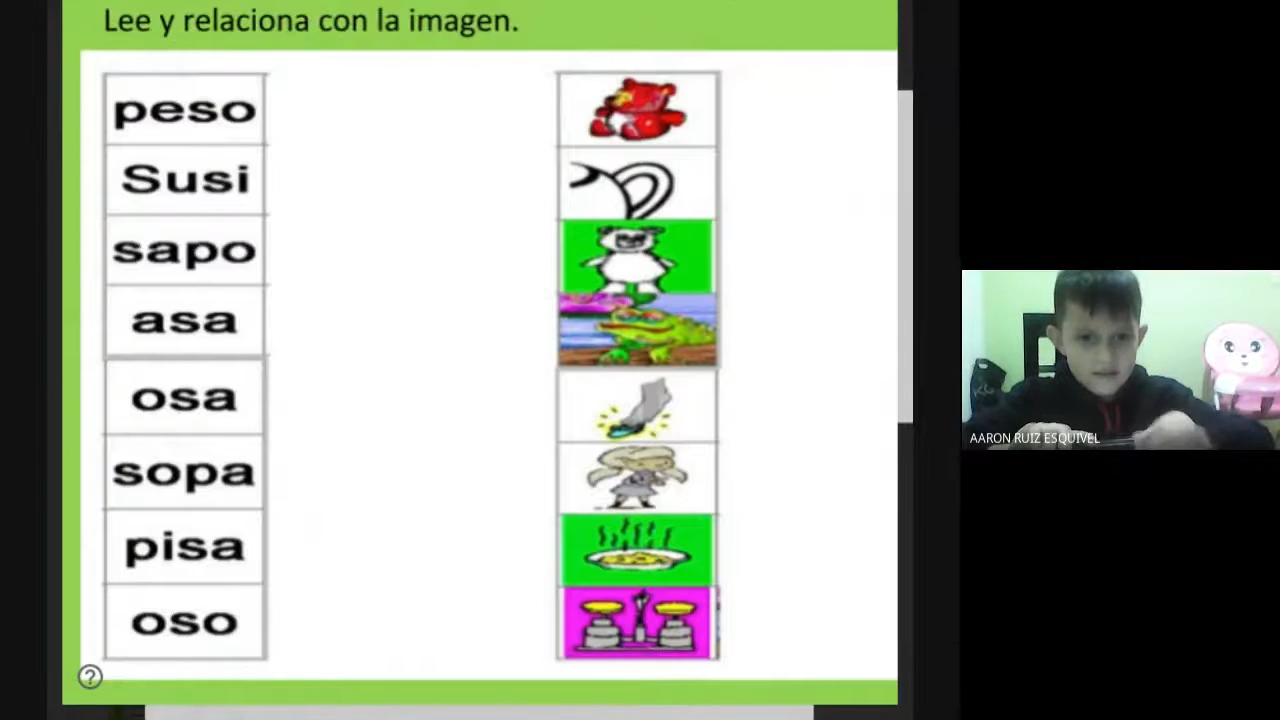 Lee y relaciona con la imagen.
peso
Susi
sapo
asa
osa
sopa
pisa
oso
?
AARON RUIZ ESQUIVEL